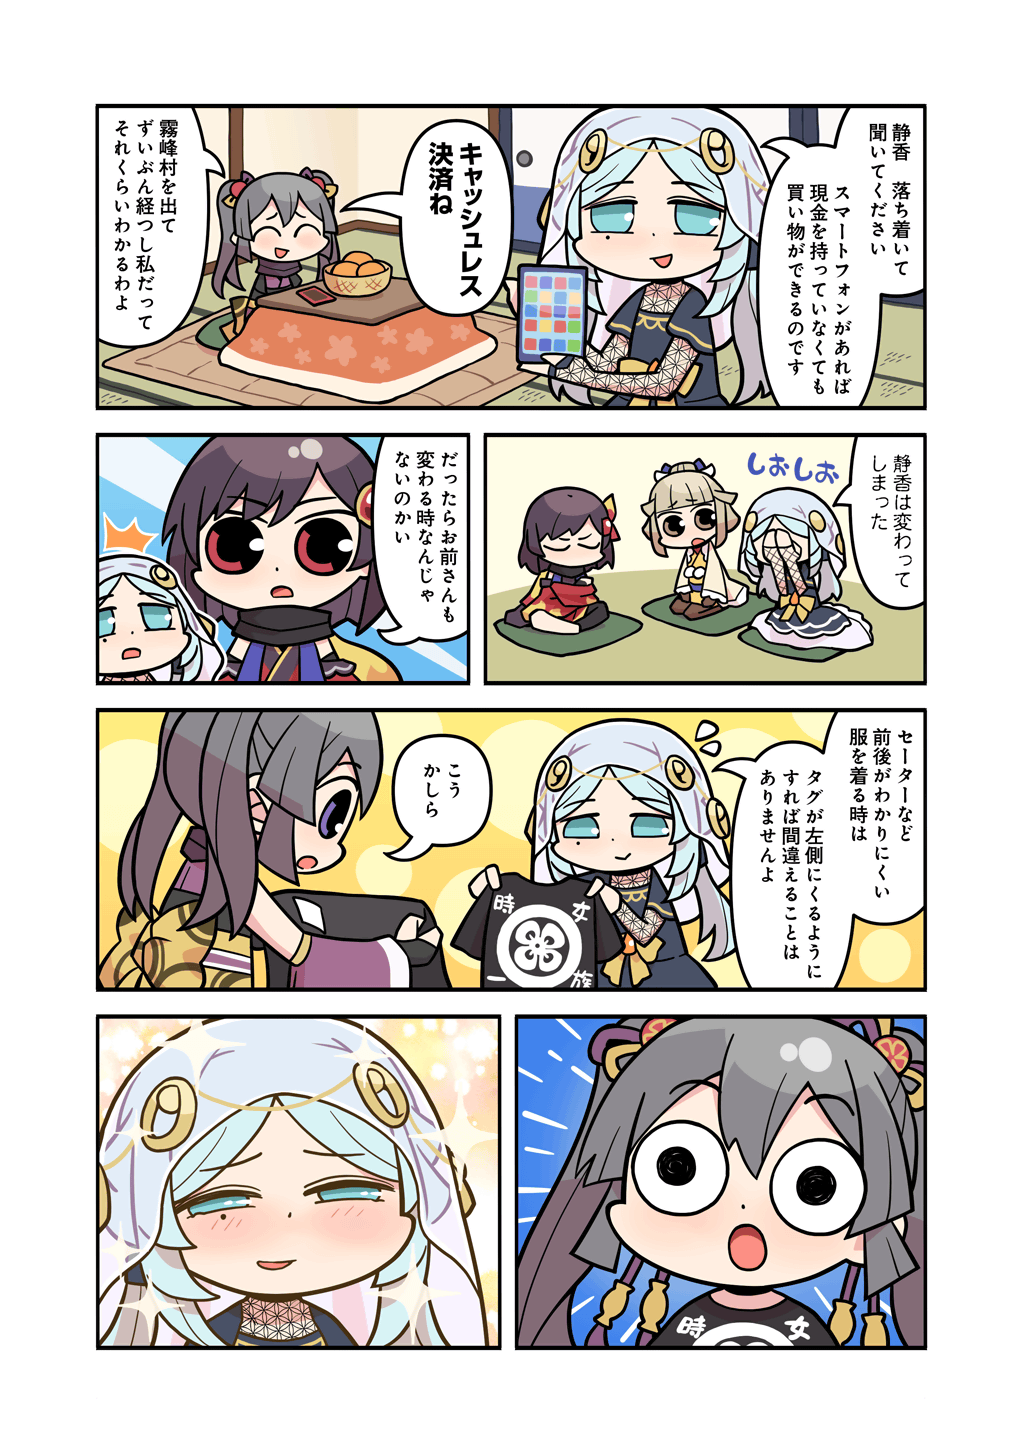 静香　落ち着いて
聞いてください
スマートフォンがあれば
現金を持っていなくても
買い物ができるのです
キャッシュレス
決済ね
霧峰村を出て
ずいぶん経つし私だって
それくらいわかるわよ
静香は変わって
しまった
しおしお
だったらお前さんも
変わる時なんじゃ
ないのかい
セーターなど
前後がわかりにくい
服を着る時は
タグが左側にくるように
すれば間違えることは
ありませんよ
こう
かしら
女
時
族
一
女
時